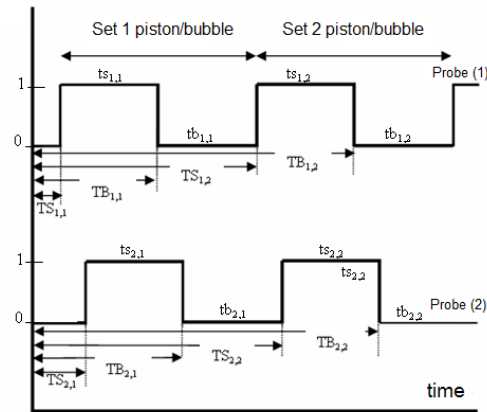 Set 1 piston/bubble Set 2 piston/bubble
ts1,1 ts1,2 Probe (1)
1
tb1,1 tb1,2
0
TB1,2
TS1,2
TB1,1
TS1,1
ts2,1 ts2,2
1
ts2,2
tb2,1 tb2,2 Probe (2)
0
TB2,2
TS2,2
TB2,1
TS2,1
time